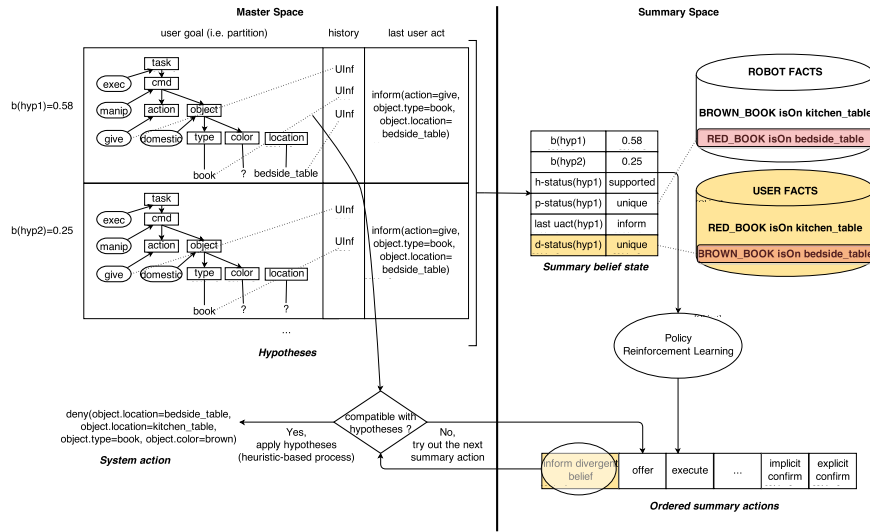 Master Space
Summary Space
user goal (i.e. partition)
history
last user act
b(hyp1)=0.58
task
exec
cmd
manip
action
object
give
domestic
type
color
location
book
?
bedside_table
UInf
UInf
UInf
inform(action=give,
object.type=book,
object.location=
bedside_table)
b(hyp2)=0.25
task
exec
cmd
manip
action
object
give
domestic
type
color
location
book
?
?
UInf
UInf
inform(action=give,
object.type=book,
object.location=
bedside_table)
...
Hypotheses
b(hyp1) 0.58
b(hyp2) 0.25
h-status(hyp1) supported
p-status(hyp1) unique
last uact(hyp1) inform
d-status(hyp1) unique
Summary belief state
ROBOT FACTS
BROWN_BOOK isOn kitchen_table
RED_BOOK isOn bedside_table
USER FACTS
RED_BOOK isOn kitchen_table
BROWN_BOOK isOn bedside_table
Policy
Reinforcement Learning
compatible with
hypotheses ?
deny(object.location=bedside_table,
object.location=kitchen_table,
object.type=book, object.color=brown)
System action
Yes,
apply hypotheses
(heuristic-based process)
No,
try out the next
summary action
inform divergent
belief
offer
execute
...
implicit
confirm
explicit
confirm
Ordered summary actions